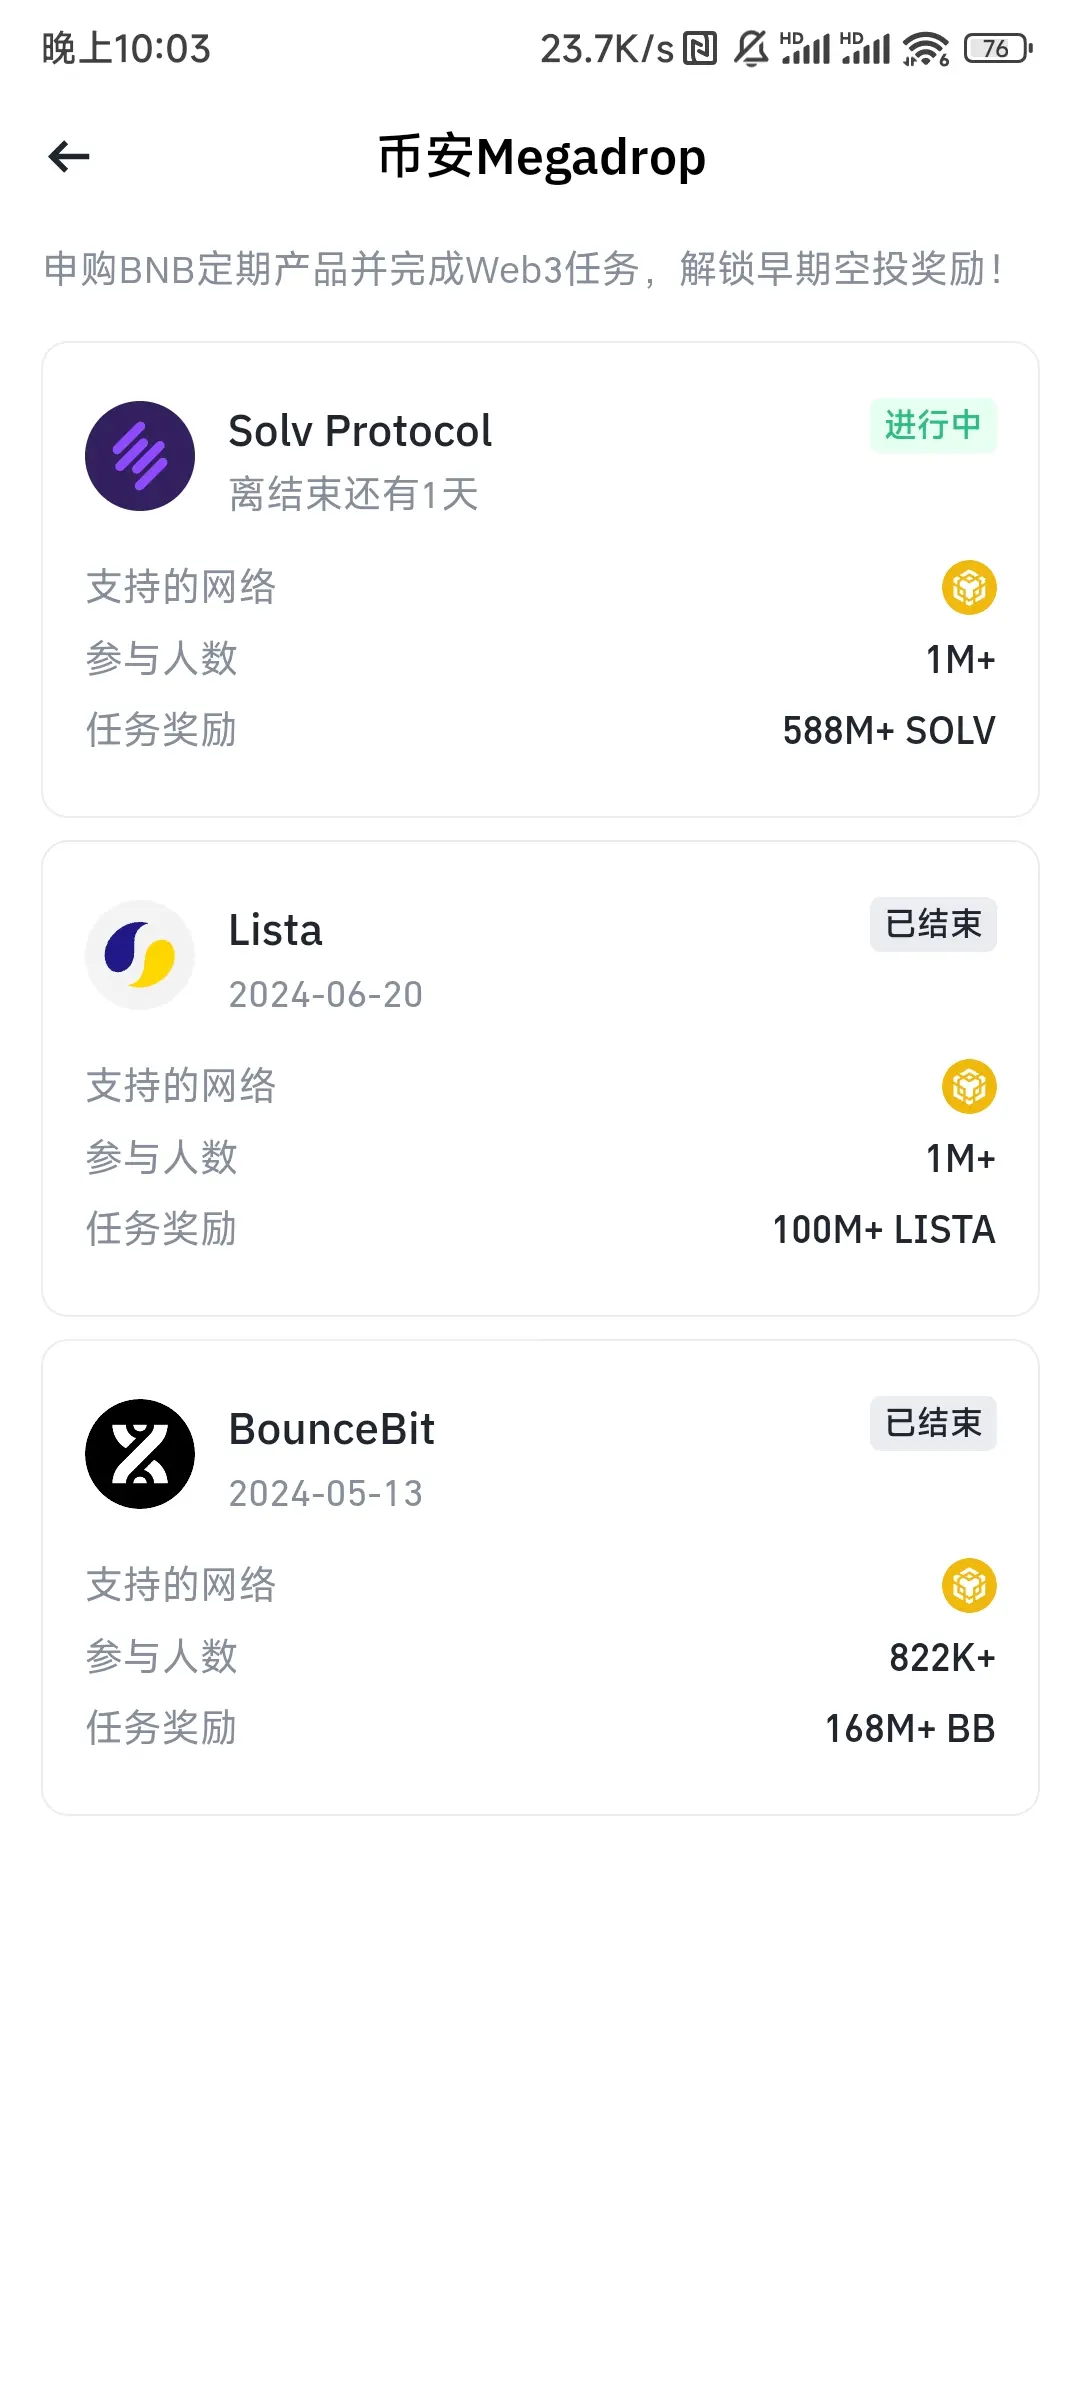 晚上10:03 23.7K/s HD HD 6 76
币安Megadrop
申购BNB定期产品并完成Web3任务，解锁早期空投奖励！
Solv Protocol 进行中
离结束还有1天
支持的网络
参与人数 1M+
任务奖励 588M+ SOLV
Lista 已结束
2024-06-20
支持的网络
参与人数 1M+
任务奖励 100M+ LISTA
BounceBit 已结束
2024-05-13
支持的网络
参与人数 822K+
任务奖励 168M+ BB